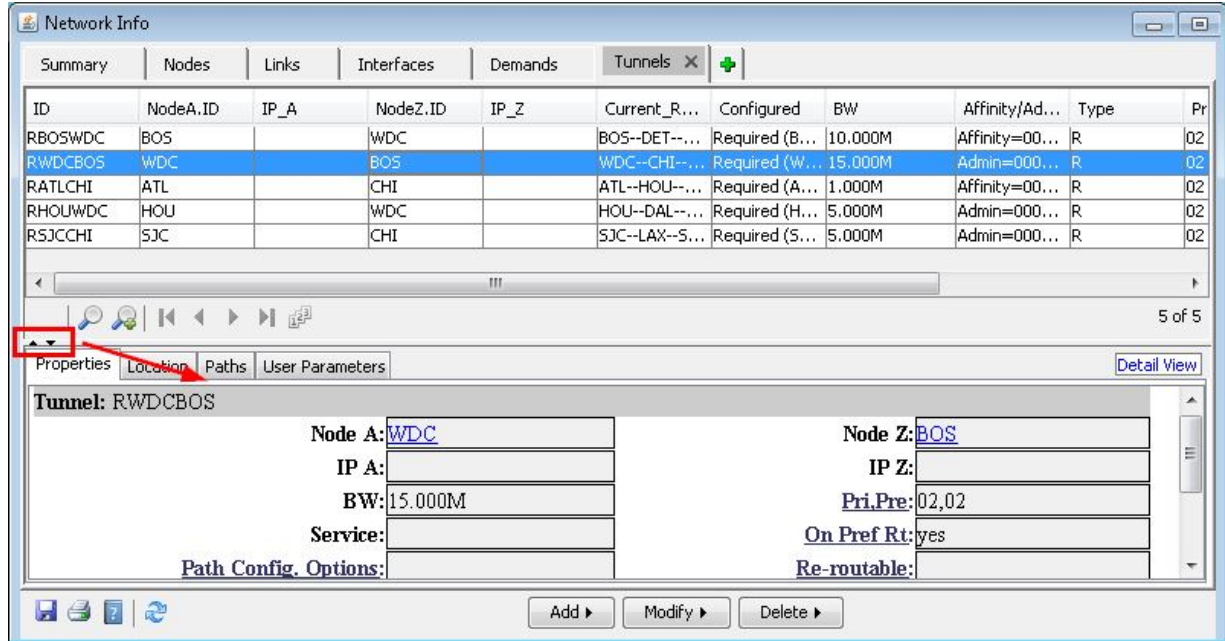 Network Info
Summary Nodes Links Interfaces Demands Tunnels
ID NodeA.ID IP_A NodeZ.ID IP_Z Current_R... Configured BW Affinity/Ad... Type Pr
RBOSWDC BOS WDC BOS--DET--... Required (B... 10.000M Affinity=00... R 02
RWDCBOS WDC BOS WDC--CHI--... Required (W... 15.000M Admin=000... R 02
RATLCHI ATL CHI ATL--HOU--... Required (A... 1.000M Affinity=00... R 02
RHOUWDC HOU WDC HOU--DAL--... Required (H... 5.000M Admin=000... R 02
RSJCCHI SJC CHI SJC--LAX--S... Required (S... 5.000M Admin=000... R 02
5 of 5
Properties Location Paths User Parameters Detail View
Tunnel: RWDCBOS
Node A: WDC Node Z: BOS
IP A: IP Z:
BW: 15.000M Pri,Pre: 02,02
Service: On Pref Rt: yes
Path Config. Options: Re-routable:
Add Modify Delete